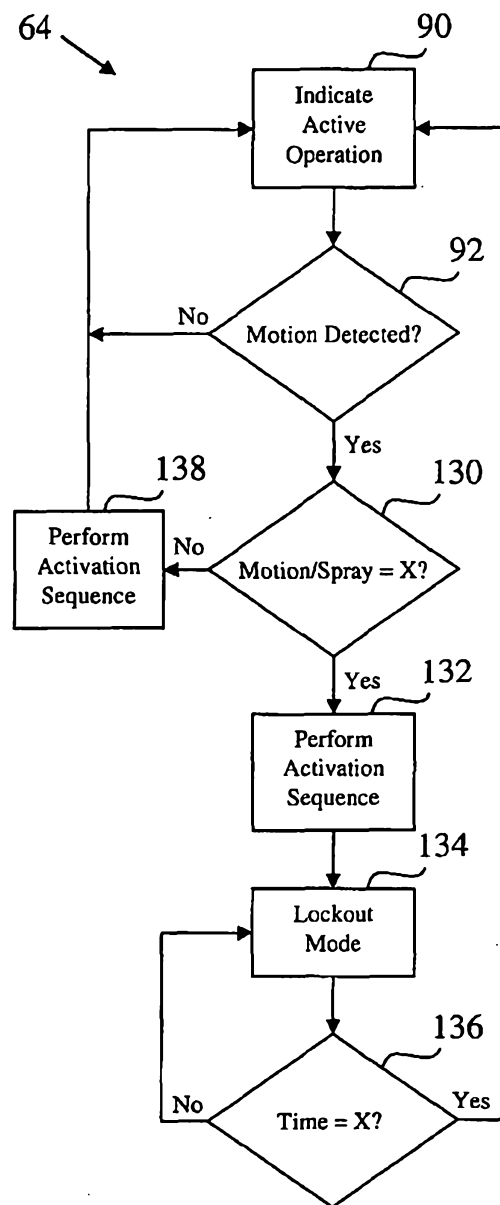 64
90
Indicate
Active
Operation
92
No
Motion Detected?
Yes
138
130
Perform
Activation
Sequence
No
Motion/Spray = X?
Yes
132
Perform
Activation
Sequence
134
Lockout
Mode
136
No
Time = X?
Yes